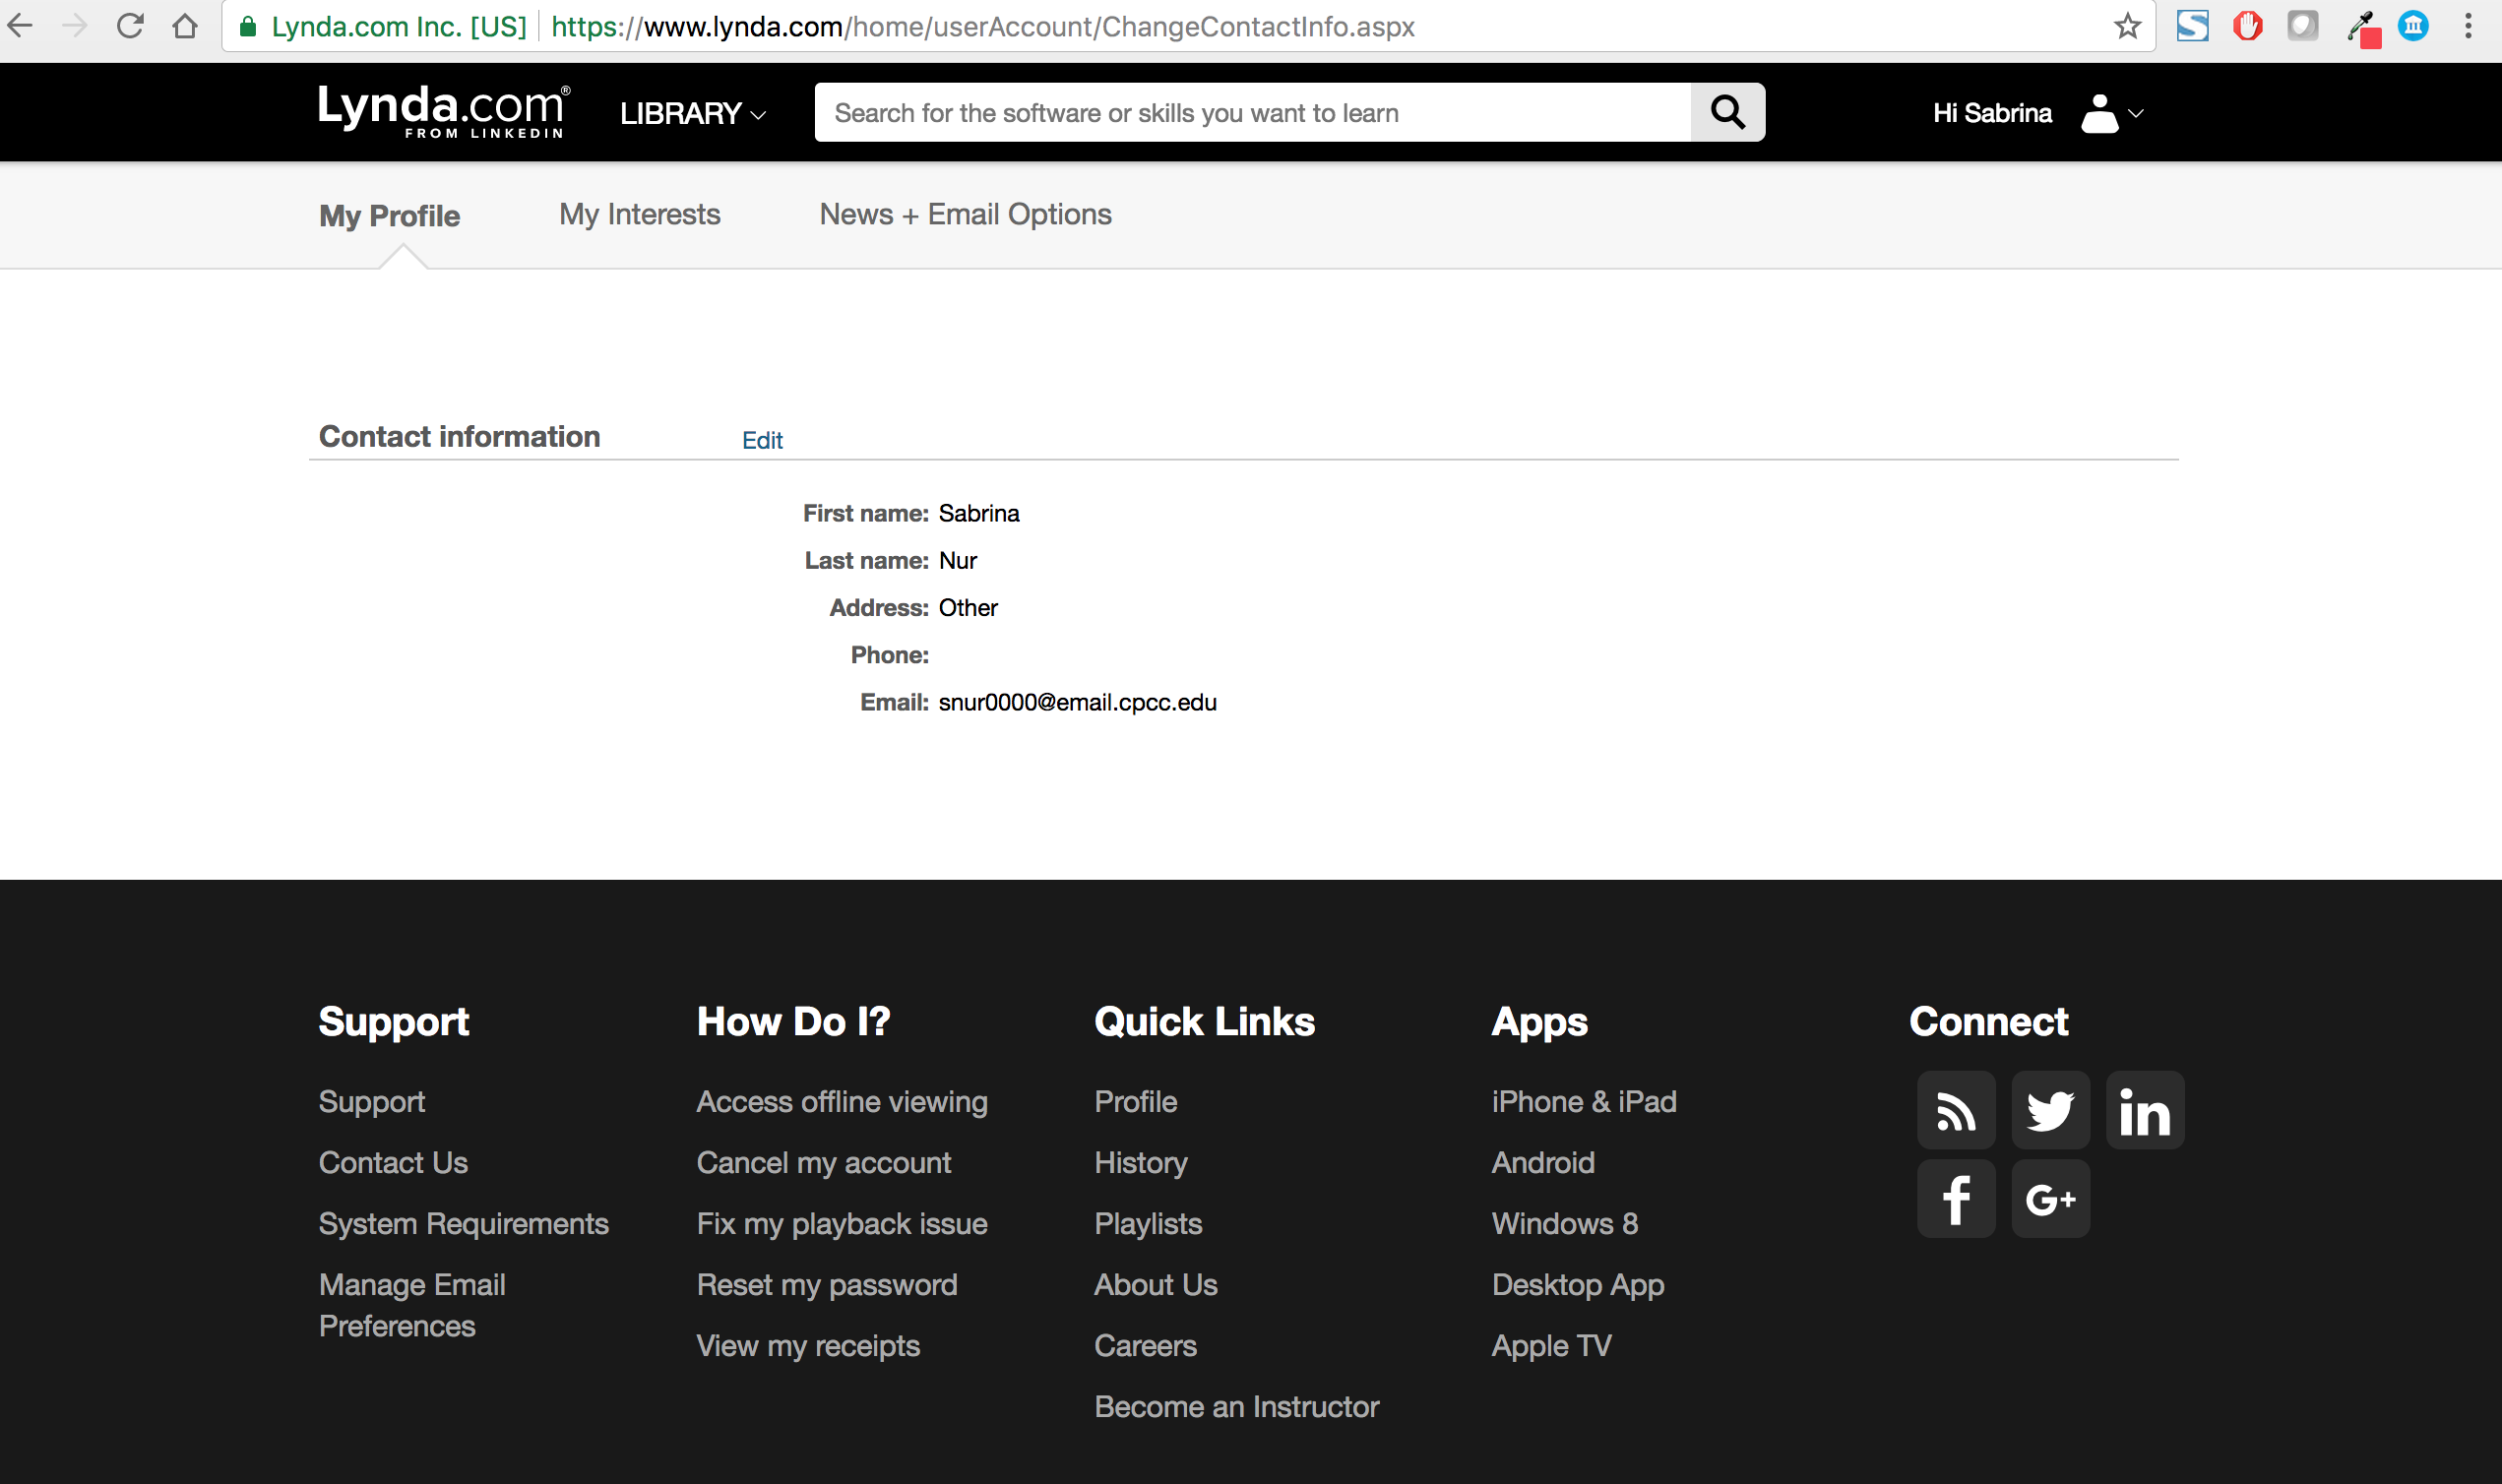 Lynda.com Inc. [US] https://www.lynda.com/home/userAccount/ChangeContactInfo.aspx
Lynda.com® FROM LINKEDIN
LIBRARY
Search for the software or skills you want to learn
Hi Sabrina
My Profile My Interests News + Email Options
Contact information Edit
First name: Sabrina
Last name: Nur
Address: Other
Phone:
Email: snur0000@email.cpcc.edu
Support
Support
Contact Us
System Requirements
Manage Email
Preferences
How Do I?
Access offline viewing
Cancel my account
Fix my playback issue
Reset my password
View my receipts
Quick Links
Profile
History
Playlists
About Us
Careers
Become an Instructor
Apps
iPhone & iPad
Android
Windows 8
Desktop App
Apple TV
Connect
in
f
G+